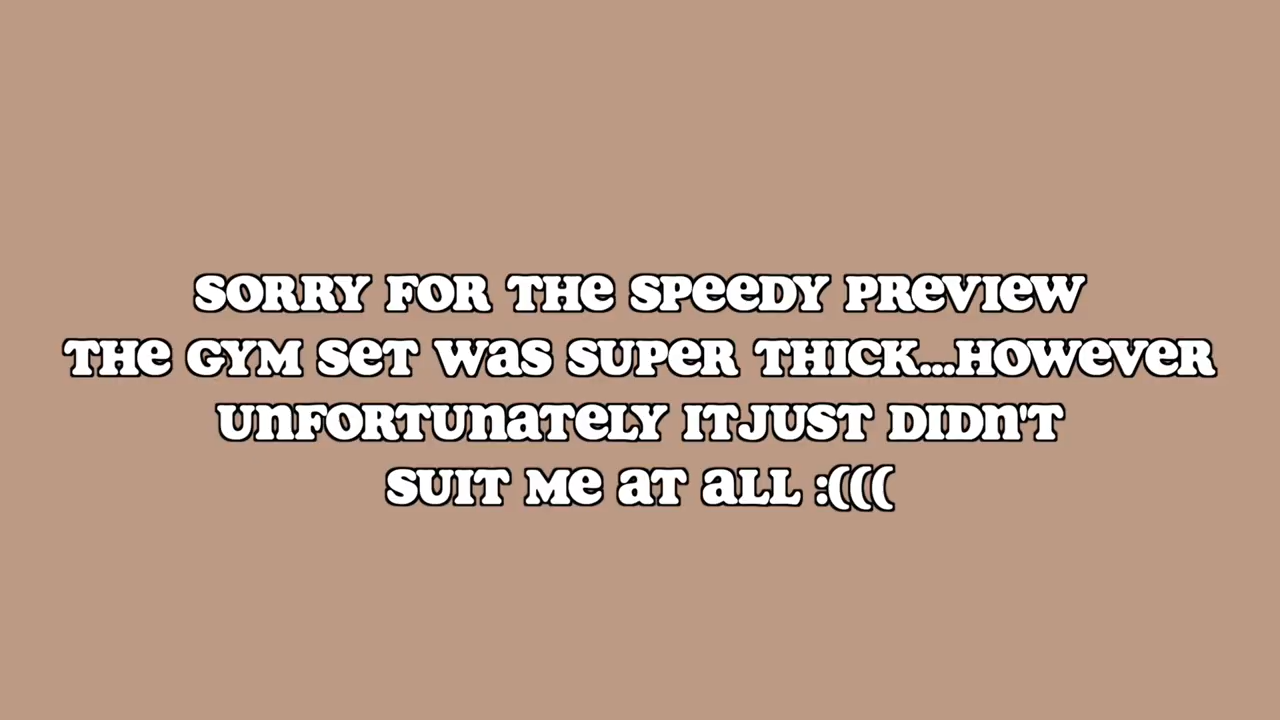 SORRY FOR THE SPEEDY PREVIEW
THE GYM SET WAS SUPER THICK...HOWEVER
UNFORTUNATELY ITJUST DIDN'T
SUIT ME AT ALL :(((